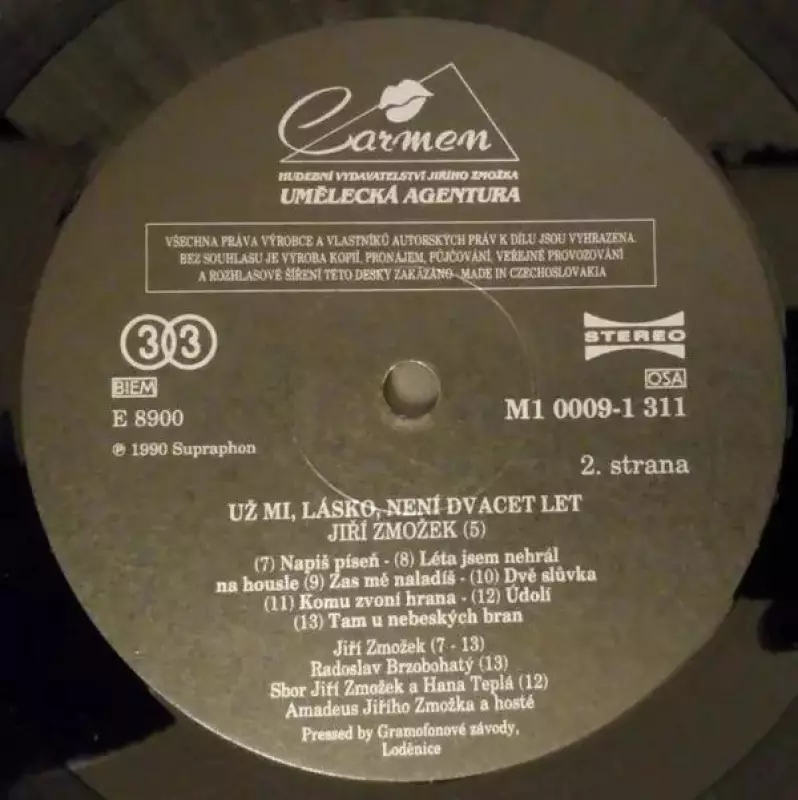 Carmen
HUDEBNÍ VYDAVATELSTVÍ JIŘÍHO ZMOŽKA
UMĚLECKÁ AGENTURA
VŠECHNA PRÁVA VÝROBCE A VLASTNÍKŮ AUTORSKÝCH PRÁV K DÍLU JSOU VYHRAZENA.
BEZ SOUHLASU JE VÝROBA KOPIÍ, PRONÁJEM, PŮJČOVÁNÍ, VEŘEJNÉ PROVOZOVÁNÍ
A ROZHLASOVÉ ŠÍŘENÍ TÉTO DESKY ZAKÁZÁNO - MADE IN CZECHOSLOVAKIA
33
STEREO
BIEM
OSA
E 8900
M1 0009-1 311
℗ 1990 Supraphon
2. strana
UŽ MI, LÁSKO, NENÍ DVACET LET
JIŘÍ ZMOŽEK (5)
(7) Napiš píseň - (8) Léta jsem nehrál
na housle (9) Zas mě naladíš - (10) Dvě slůvka
(11) Komu zvoní hrana - (12) Údolí
(13) Tam u nebeských bran
Jiří Zmožek (7 - 13)
Radoslav Brzobohatý (13)
Sbor Jiří Zmožek a Hana Teplá (12)
Amadeus Jiřího Zmožka a hosté
Pressed by Gramofonové závody,
Loděnice